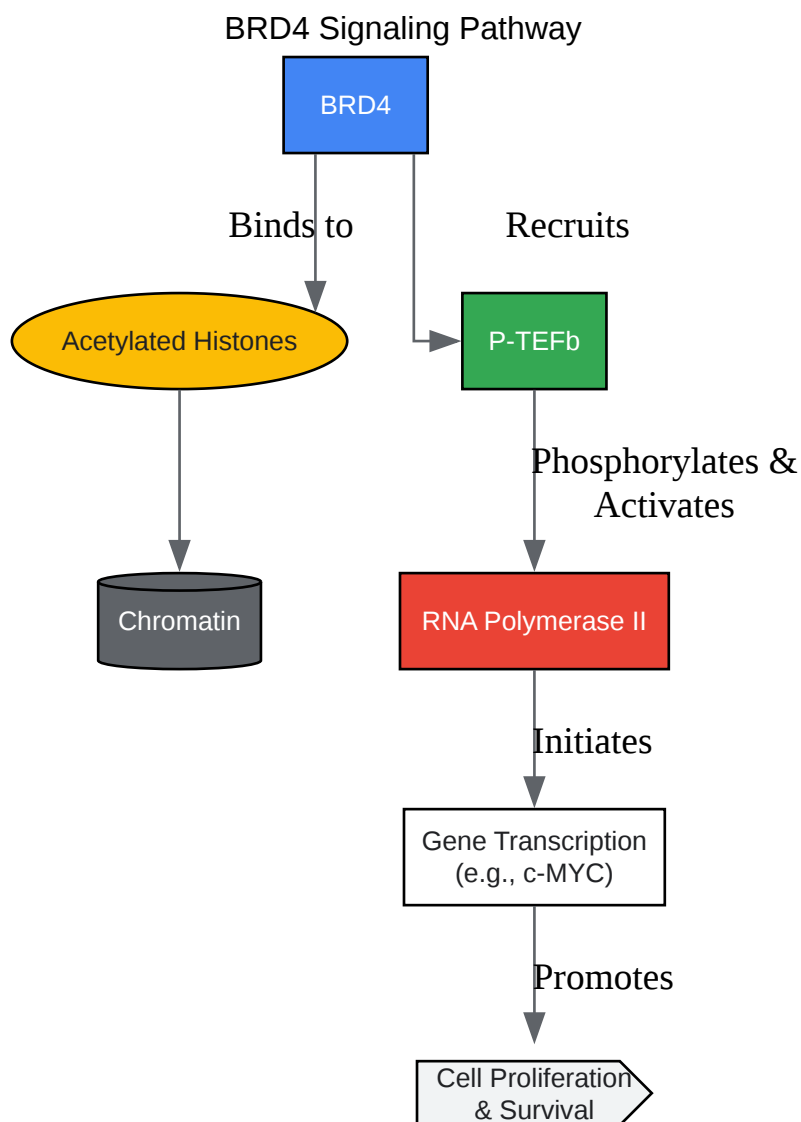 BRD4 Signaling Pathway
BRD4
Binds to
Recruits
Acetylated Histones
P-TEFb
Phosphorylates &
Activates
Chromatin
RNA Polymerase II
Initiates
Gene Transcription
(e.g., c-MYC)
Promotes
Cell Proliferation
& Survival